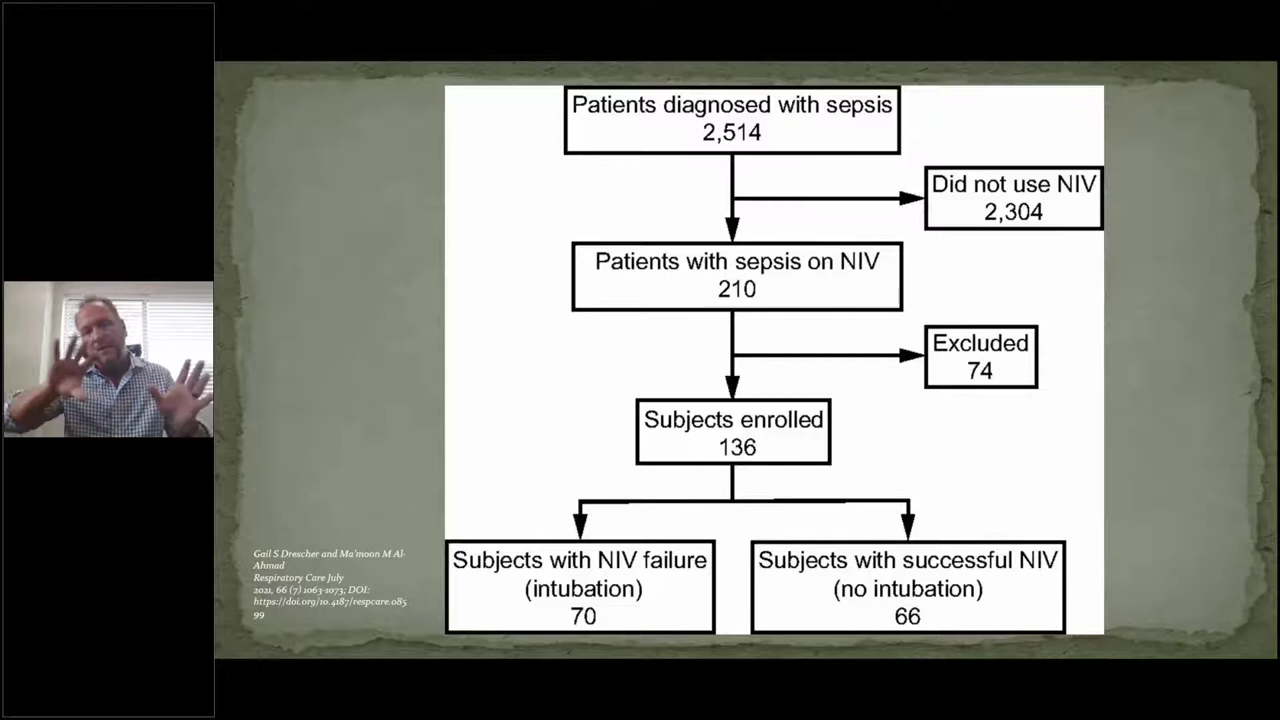 Patients diagnosed with sepsis
2,514
Did not use NIV
2,304
Patients with sepsis on NIV
210
Excluded
74
Subjects enrolled
136
Subjects with NIV failure
(intubation)
70
Subjects with successful NIV
(no intubation)
66
Gail S Drescher and Ma'moon M Al-
Ahmad
Respiratory Care July
2021, 66 (7) 1063-1073; DOI:
https://doi.org/10.4187/respcare.085
99